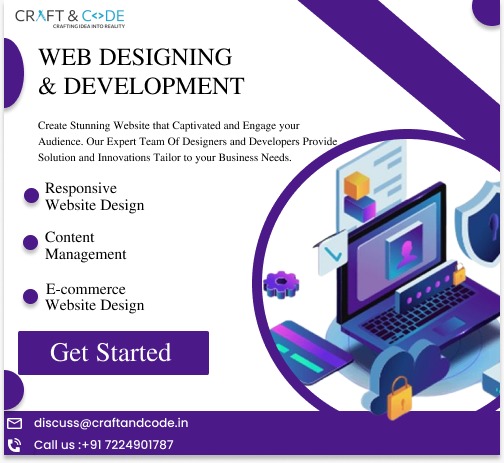 CRAFT & CODE
CRAFTING IDEA INTO REALITY
WEB DESIGNING
& DEVELOPMENT
Create Stunning Website that Captivated and Engage your
Audience. Our Expert Team Of Designers and Developers Provide
Solution and Innovations Tailor to your Business Needs.
Responsive
Website Design
Content
Management
E-commerce
Website Design
Get Started
discuss@craftandcode.in
Call us :+91 7224901787